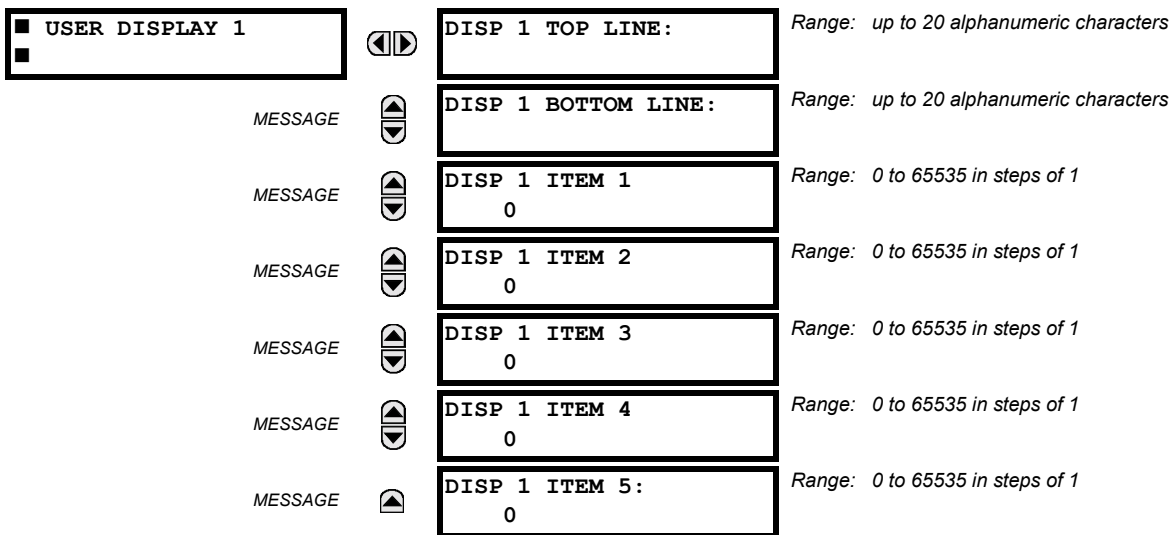 ■ USER DISPLAY 1
■
DISP 1 TOP LINE:
Range: up to 20 alphanumeric characters
MESSAGE
DISP 1 BOTTOM LINE:
Range: up to 20 alphanumeric characters
MESSAGE
DISP 1 ITEM 1
0
Range: 0 to 65535 in steps of 1
MESSAGE
DISP 1 ITEM 2
0
Range: 0 to 65535 in steps of 1
MESSAGE
DISP 1 ITEM 3
0
Range: 0 to 65535 in steps of 1
MESSAGE
DISP 1 ITEM 4
0
Range: 0 to 65535 in steps of 1
MESSAGE
DISP 1 ITEM 5:
0
Range: 0 to 65535 in steps of 1